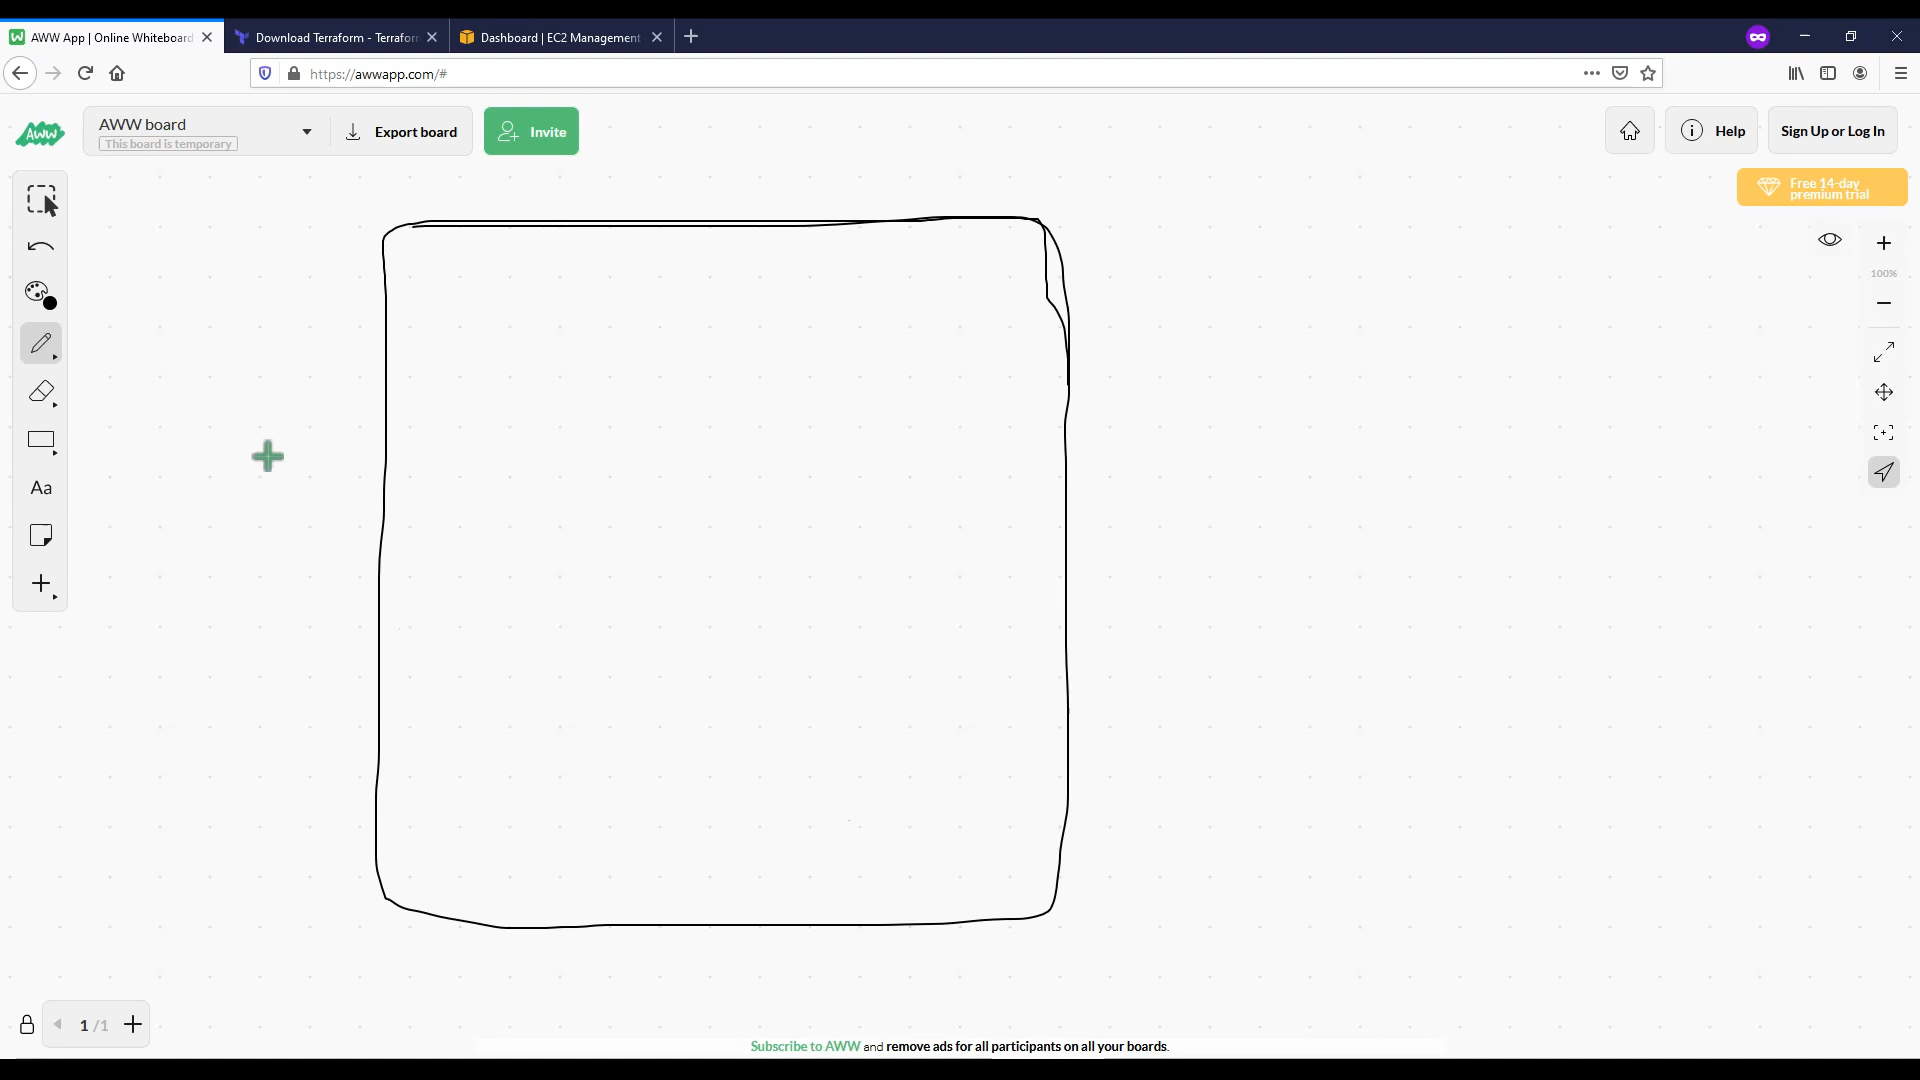 AWW App | Online Whiteboard
Download Terraform - Terraform
Dashboard | EC2 Management
https://awwapp.com/#
AWW
AWW board
This board is temporary
Export board
Invite
Help
Sign Up or Log In
Free 14-day
premium trial
100%
Aa
1 /1
Subscribe to AWW and remove ads for all participants on all your boards.